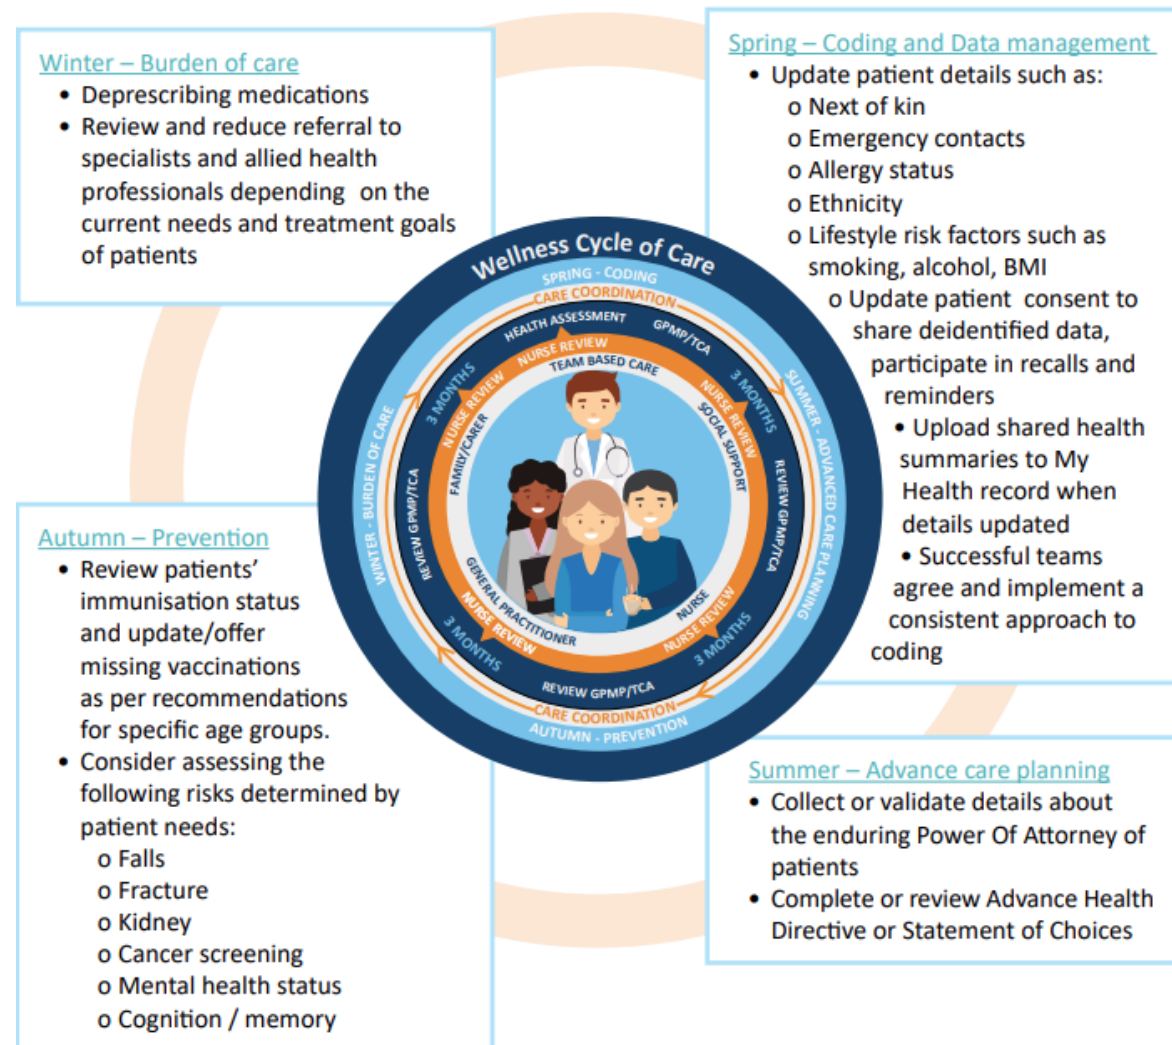 Winter – Burden of care
• Deprescribing medications
• Review and reduce referral to
specialists and allied health
professionals depending on the
current needs and treatment goals
of patients
Spring – Coding and Data management
• Update patient details such as:
o Next of kin
o Emergency contacts
o Allergy status
o Ethnicity
o Lifestyle risk factors such as
smoking, alcohol, BMI
o Update patient consent to
share deidentified data,
participate in recalls and
reminders
• Upload shared health
summaries to My
Health record when
details updated
• Successful teams
agree and implement a
consistent approach to
coding
Wellness Cycle of Care
SPRING - CODING
CARE COORDINATION
HEALTH ASSESSMENT
GPMP/TCA
NURSE REVIEW
TEAM BASED CARE
3 MONTHS
NURSE REVIEW
FAMILY/CARER
3 MONTHS
NURSE REVIEW
SOCIAL SUPPORT
WINTER - BURDEN OF CARE
REVIEW GPMP/TCA
SUMMER - ADVANCED CARE PLANNING
REVIEW GPMP/TCA
GENERAL PRACTITIONER
NURSE REVIEW
3 MONTHS
NURSE
NURSE REVIEW
3 MONTHS
REVIEW GPMP/TCA
CARE COORDINATION
AUTUMN - PREVENTION
Autumn – Prevention
• Review patients’
immunisation status
and update/offer
missing vaccinations
as per recommendations
for specific age groups.
• Consider assessing the
following risks determined by
patient needs:
o Falls
o Fracture
o Kidney
o Cancer screening
o Mental health status
o Cognition / memory
Summer – Advance care planning
• Collect or validate details about
the enduring Power Of Attorney of
patients
• Complete or review Advance Health
Directive or Statement of Choices